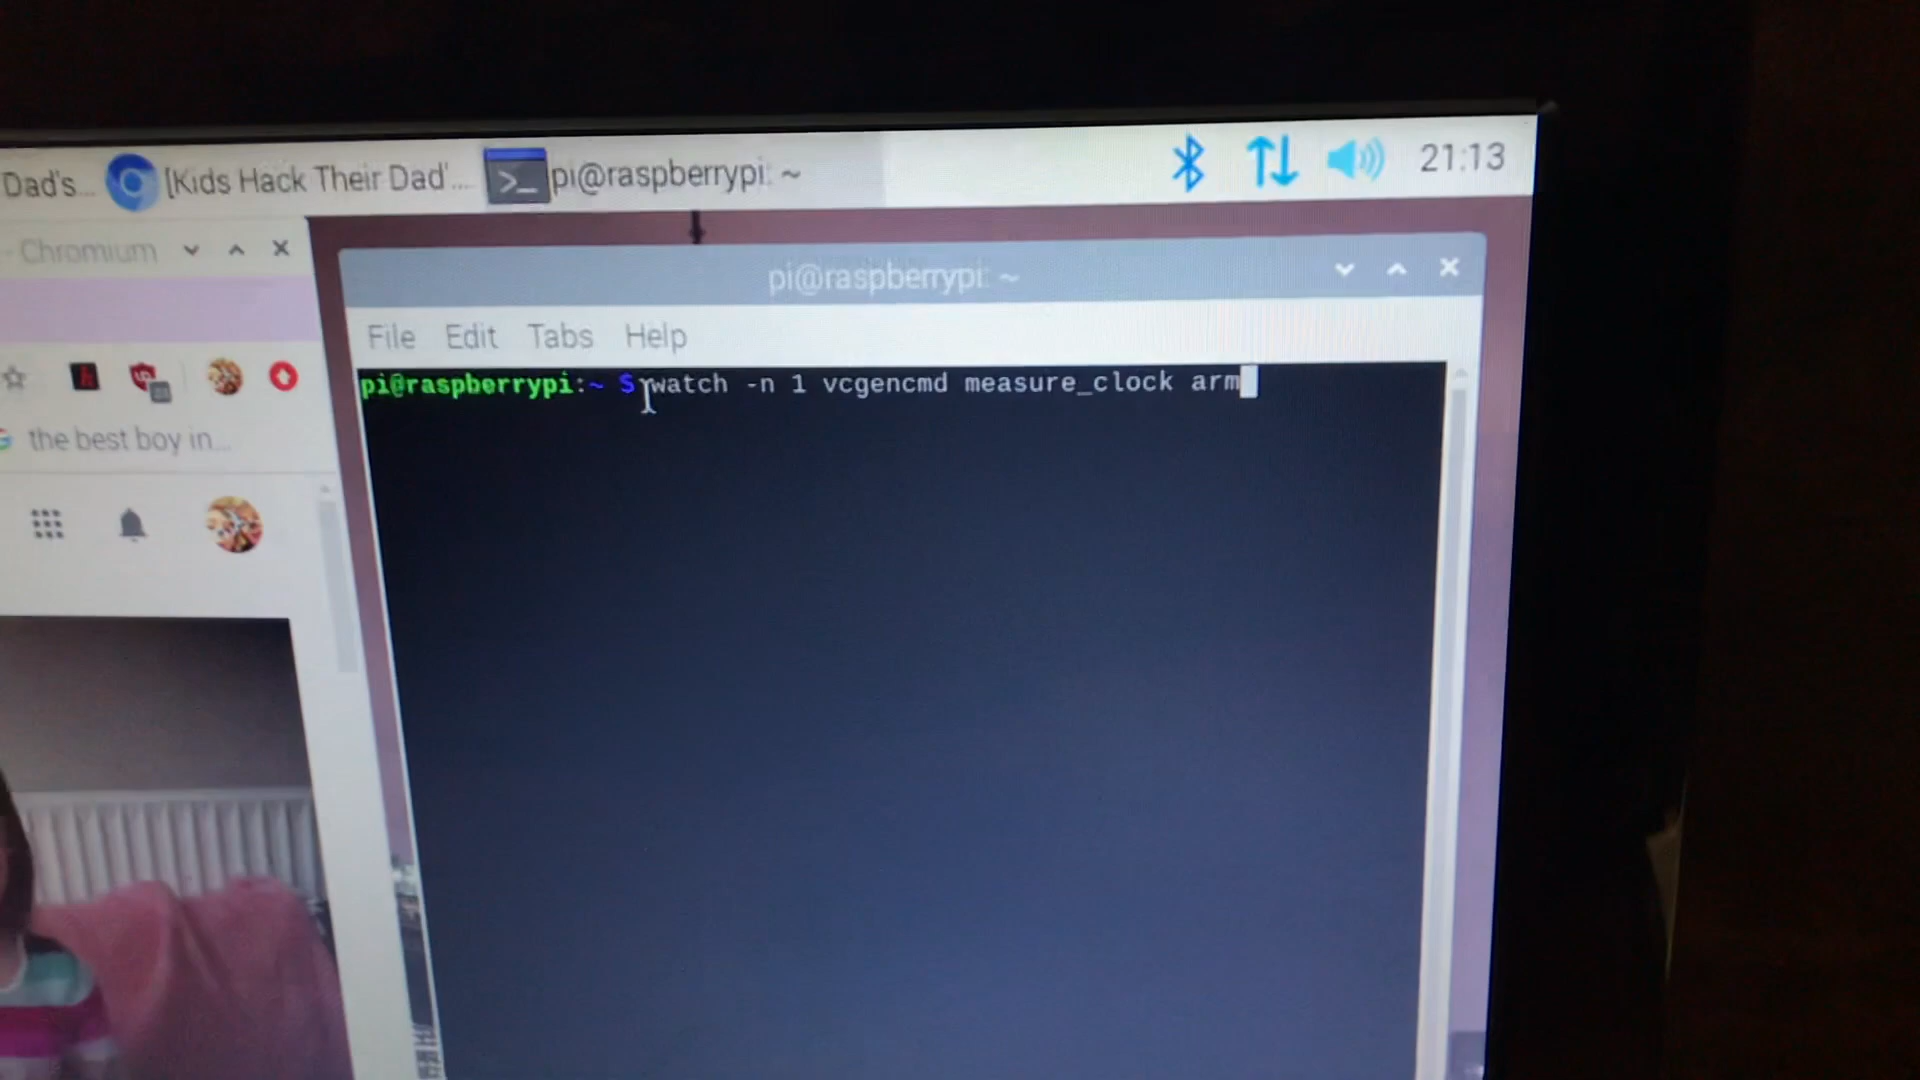 Dad's... [Kids Hack Their Dad'.... pi@raspberrypi: ~ 21:13
- Chromium
pi@raspberrypi: ~
File Edit Tabs Help
pi@raspberrypi:~ $ watch -n 1 vcgencmd measure_clock arm
the best boy in...